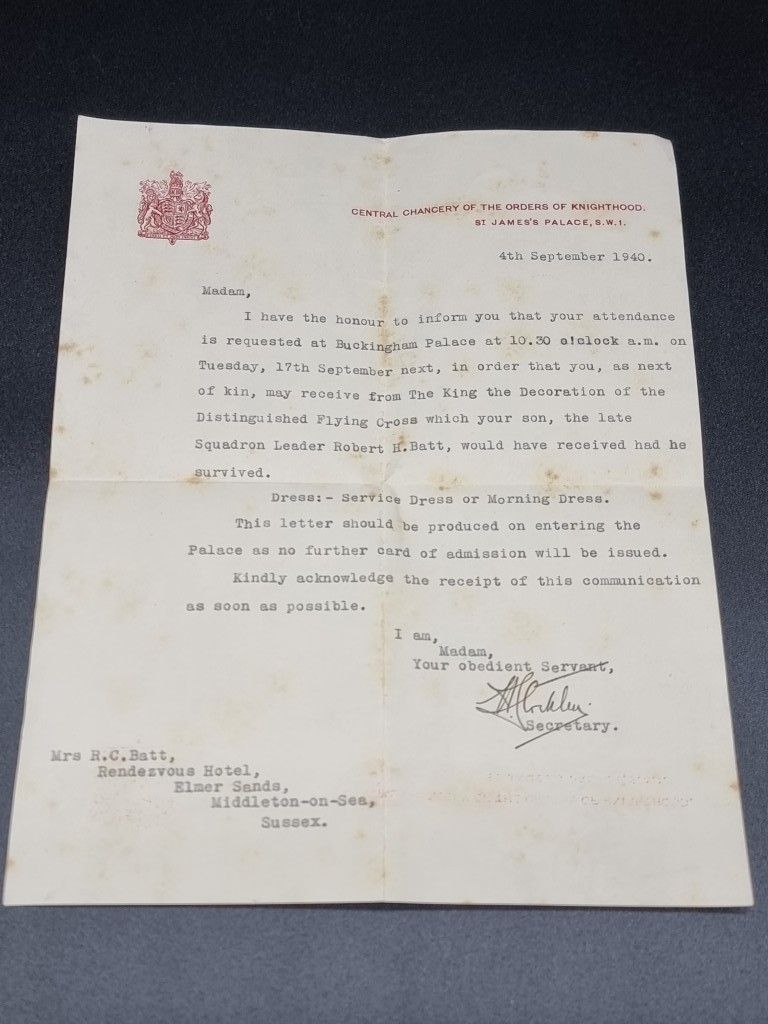 CENTRAL CHANCERY OF THE ORDERS OF KNIGHTHOOD.
ST JAMES'S PALACE, S.W.1.
4th September 1940.
Madam,
I have the honour to inform you that your attendance
is requested at Buckingham Palace at 10.30 o'clock a.m. on
Tuesday, 17th September next, in order that you, as next
of kin, may receive from The King the Decoration of the
Distinguished Flying Cross which your son, the late
Squadron Leader Robert H.Batt, would have received had he
survived.
Dress:- Service Dress or Morning Dress.
This letter should be produced on entering the
Palace as no further card of admission will be issued.
Kindly acknowledge the receipt of this communication
as soon as possible.
I am,
Madam,
Your obedient Servant,
Secretary.
Mrs R.C.Batt,
Rendezvous Hotel,
Elmer Sands,
Middleton-on-Sea,
Sussex.